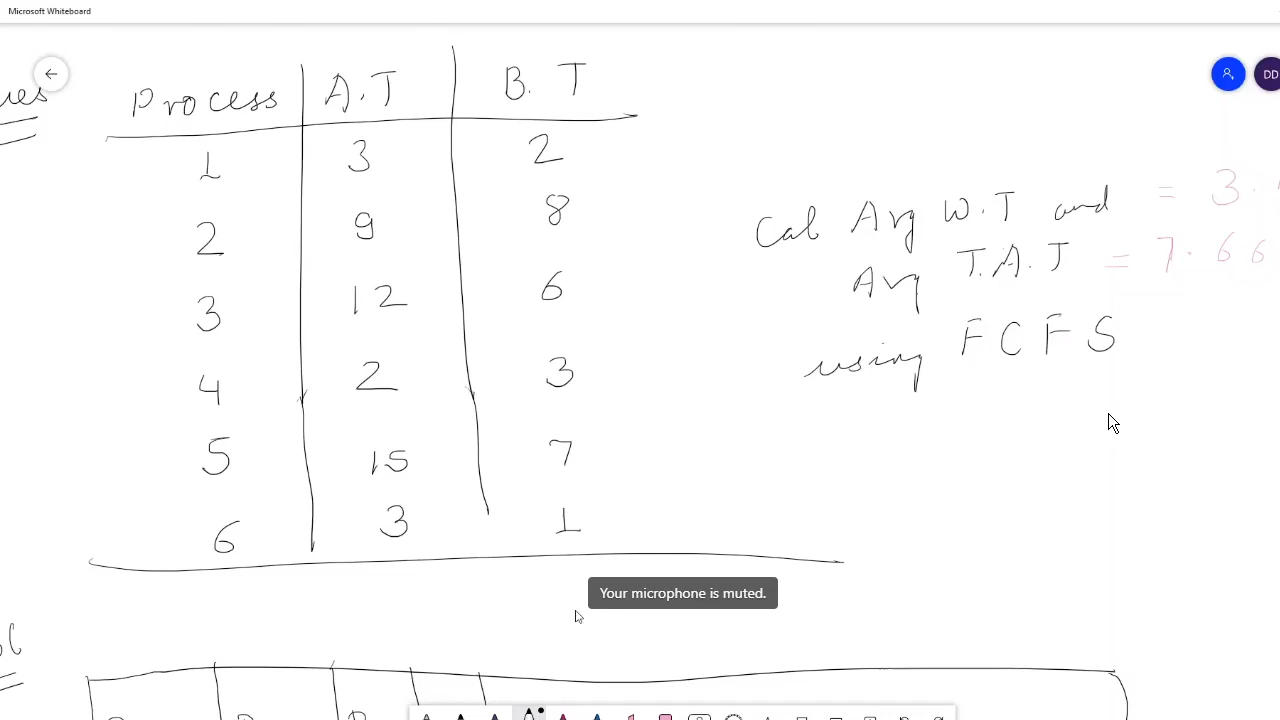 Microsoft Whiteboard
Process A.T B.T
1 3 2
2 9 8
3 12 6
4 2 3
5 15 7
6 3 1
Cal Avg W.T and = 3.
Avg T.A.T = 7.66
using FCFS
DD
Your microphone is muted.